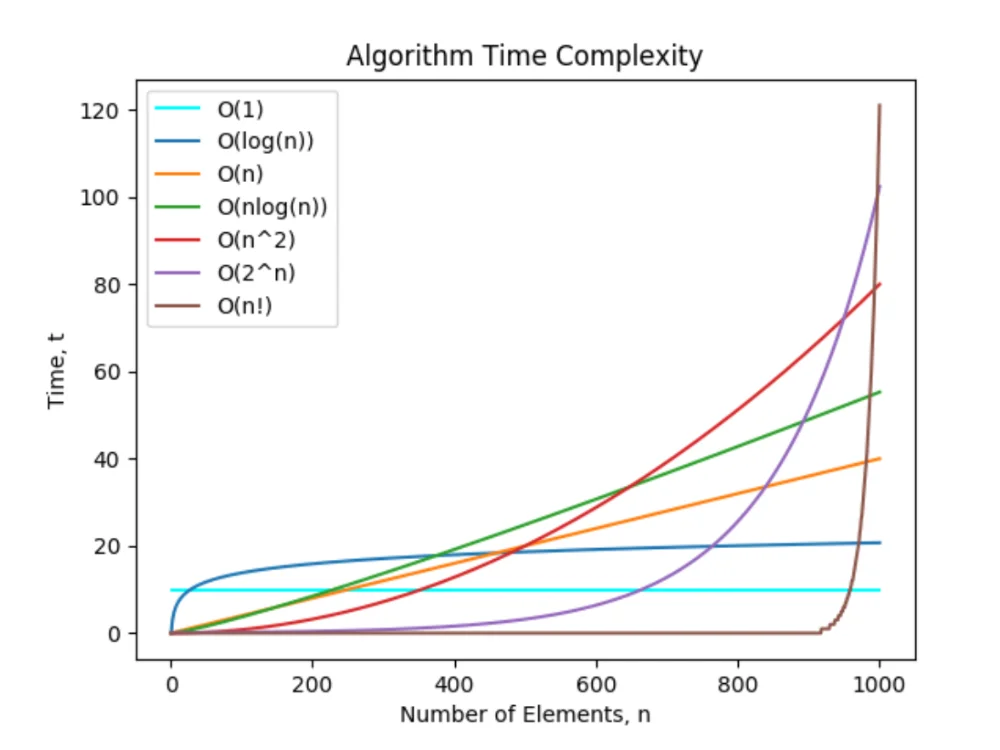 Algorithm Time Complexity
O(1)
O(log(n))
O(n)
O(nlog(n))
O(n^2)
O(2^n)
O(n!)
120
100
80
60
40
20
0
Time, t
0 200 400 600 800 1000
Number of Elements, n